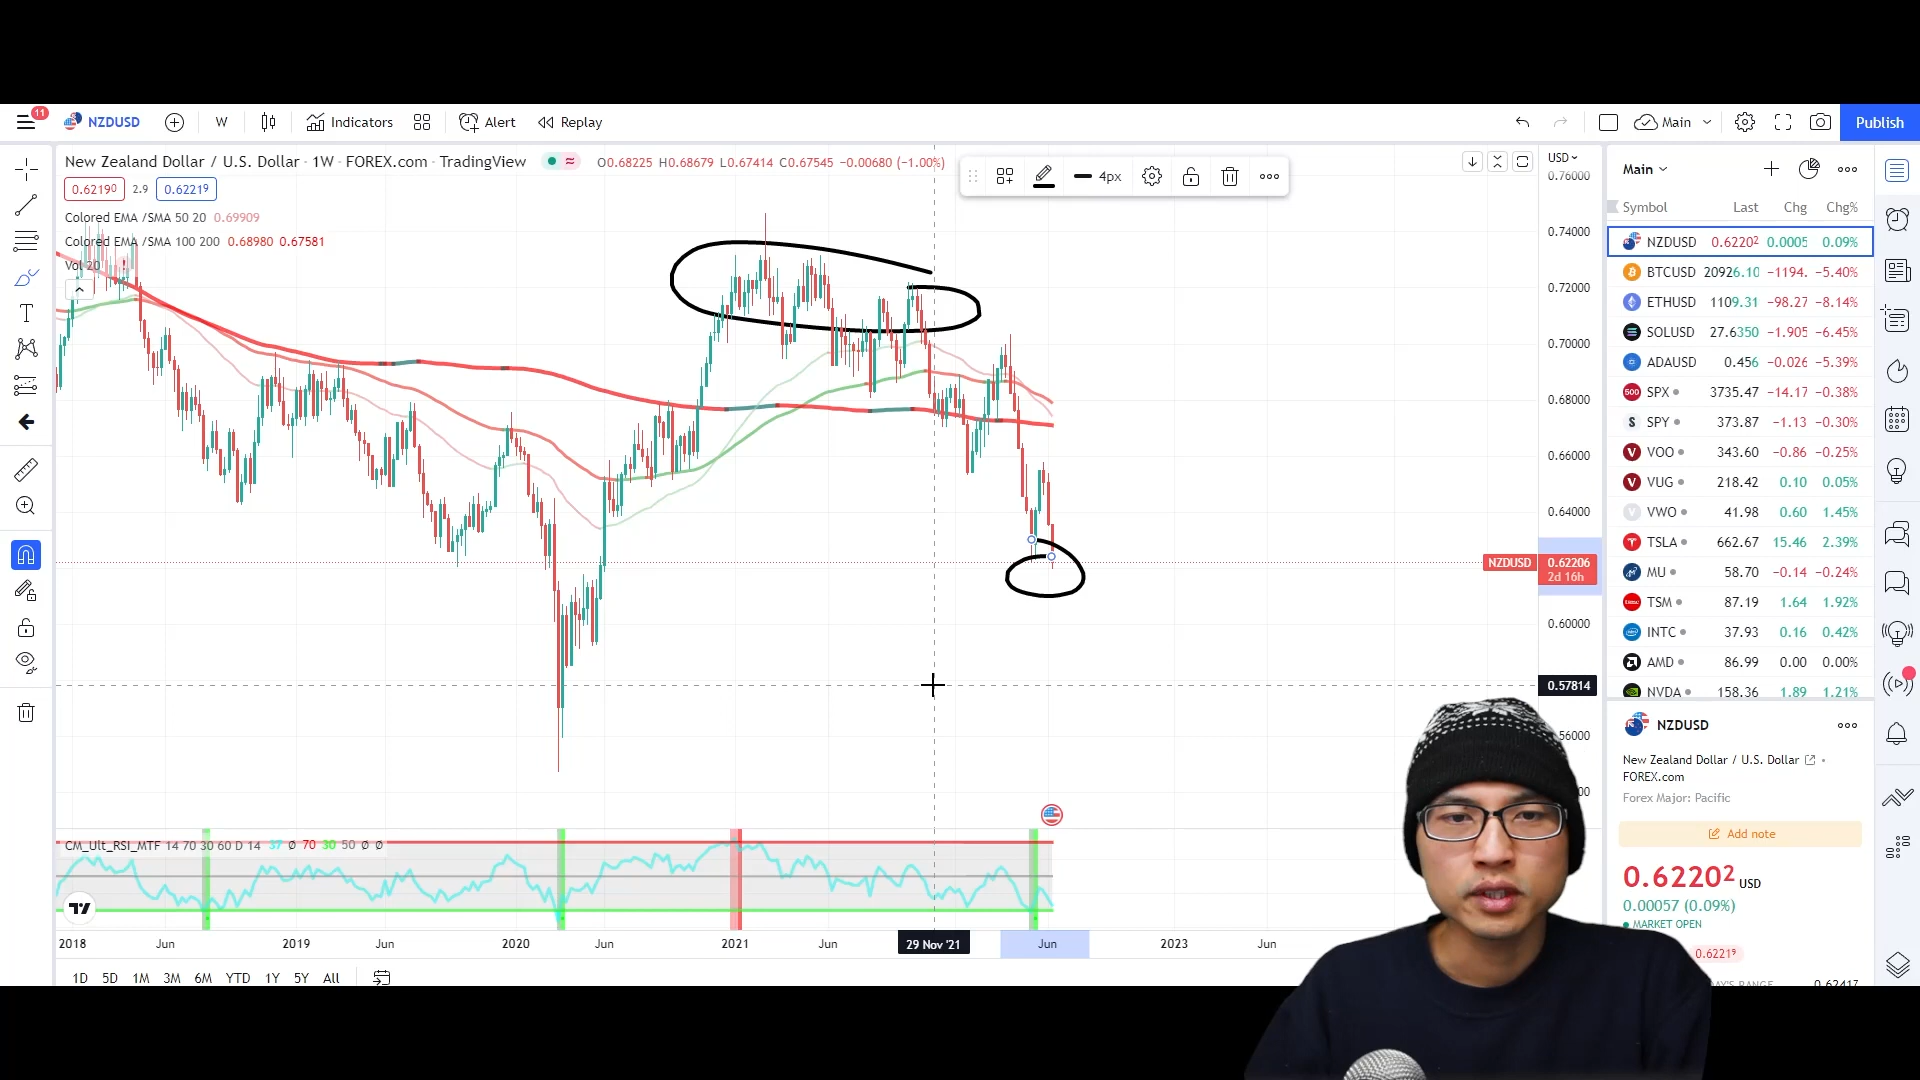 11
NZDUSD
W
Indicators
Alert
Replay
Main
Publish
New Zealand Dollar / U.S. Dollar · 1W · FOREX.com · TradingView
O0.68225 H0.68679 L0.67414 C0.67545 −0.00680 (−1.00%)
4px
0.62190
2.9
0.62219
Colored EMA /SMA 50 20 0.69909
Colored EMA /SMA 100 200 0.68980 0.67581
Vol 20
USD
0.76000
0.74000
0.72000
0.70000
0.68000
0.66000
0.64000
NZDUSD
0.62206
2d 16h
0.60000
0.57814
56000
CM_Ult_RSI_MTF 14 70 30 60 D 14 37 Ø 70 30 50 Ø Ø
2018 Jun 2019 Jun 2020 Jun 2021 Jun 29 Nov '21 Jun 2023 Jun
1D 5D 1M 3M 6M YTD 1Y 5Y All
Main
Symbol Last Chg Chg%
NZDUSD 0.62202 0.0005 0.09%
BTCUSD 20926.10 −1194. −5.40%
ETHUSD 1109.31 −98.27 −8.14%
SOLUSD 27.6350 −1.905 −6.45%
ADAUSD 0.456 −0.026 −5.39%
500 SPX 3735.47 −14.17 −0.38%
S SPY 373.87 −1.13 −0.30%
V VOO 343.60 −0.86 −0.25%
V VUG 218.42 0.10 0.05%
V VWO 41.98 0.60 1.45%
TSLA 662.67 15.46 2.39%
MU 58.70 −0.14 −0.24%
TSM 87.19 1.64 1.92%
INTC 37.93 0.16 0.42%
AMD 86.99 0.00 0.00%
NVDA 158.36 1.89 1.21%
NZDUSD
New Zealand Dollar / U.S. Dollar
FOREX.com
Forex Major: Pacific
Add note
0.62202 USD
0.00057 (0.09%)
MARKET OPEN
0.62219